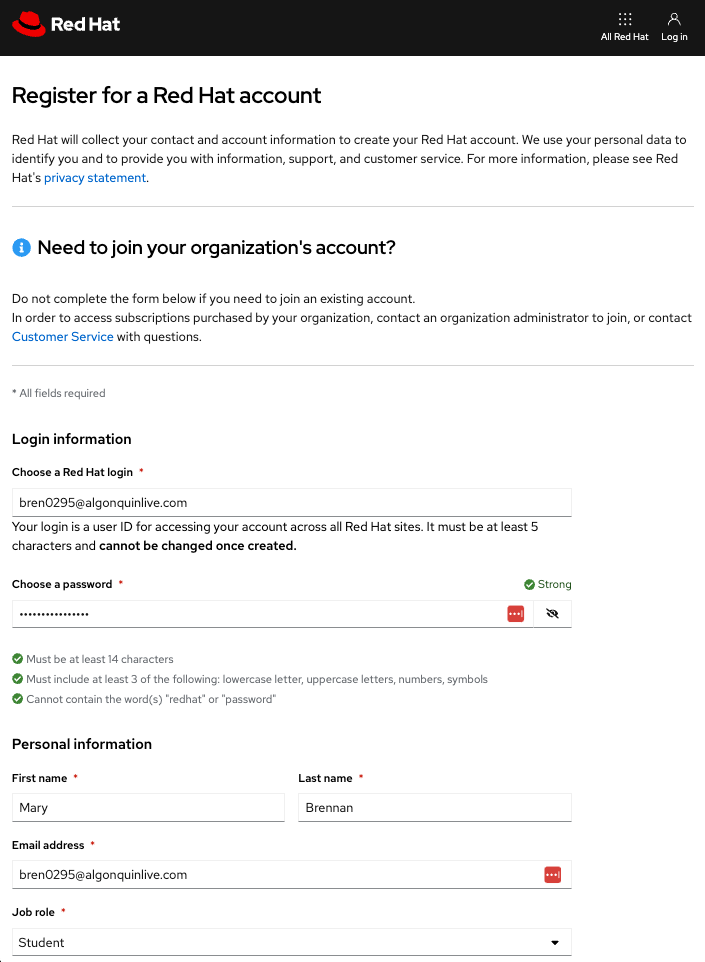 Red Hat
All Red Hat
Log in
Register for a Red Hat account
Red Hat will collect your contact and account information to create your Red Hat account. We use your personal data to
identify you and to provide you with information, support, and customer service. For more information, please see Red
Hat's privacy statement.
Need to join your organization's account?
Do not complete the form below if you need to join an existing account.
In order to access subscriptions purchased by your organization, contact an organization administrator to join, or contact
Customer Service with questions.
* All fields required
Login information
Choose a Red Hat login *
bren0295@algonquinlive.com
Your login is a user ID for accessing your account across all Red Hat sites. It must be at least 5
characters and cannot be changed once created.
Choose a password *
Strong
••••••••••••••••
Must be at least 14 characters
Must include at least 3 of the following: lowercase letter, uppercase letters, numbers, symbols
Cannot contain the word(s) "redhat" or "password"
Personal information
First name *
Last name *
Mary
Brennan
Email address *
bren0295@algonquinlive.com
Job role *
Student